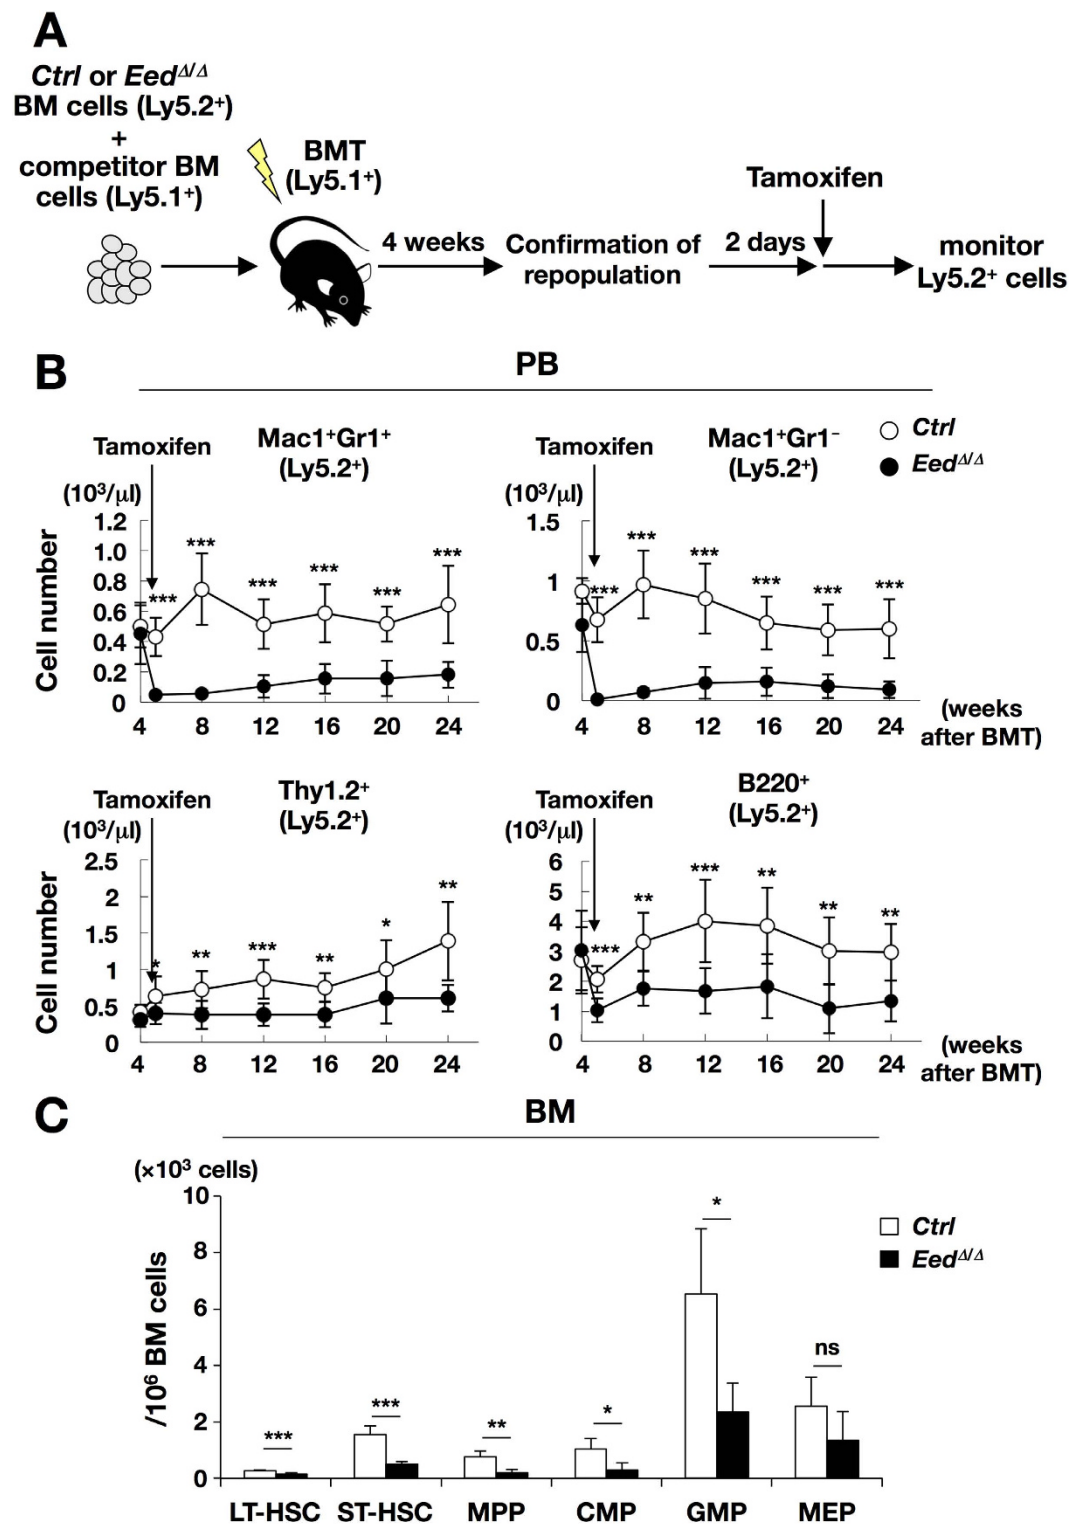 A
Ctrl or Eed^Δ/Δ
BM cells (Ly5.2⁺)
+
competitor BM
cells (Ly5.1⁺)
BMT
(Ly5.1⁺)
4 weeks
Confirmation of
repopulation
2 days
Tamoxifen
monitor
Ly5.2⁺ cells
B
PB
Tamoxifen
Mac1⁺Gr1⁺
(Ly5.2⁺)
(10³/μl)
Cell number
1.2
1.0
0.8
0.6
0.4
0.2
0
*** *** *** *** *** ***
4 8 12 16 20 24
Tamoxifen
Mac1⁺Gr1⁻
(Ly5.2⁺)
(10³/μl)
Ctrl
Eed^Δ/Δ
1.5
1
0.5
0
*** *** *** *** *** ***
4 8 12 16 20 24
(weeks
after BMT)
Tamoxifen
Thy1.2⁺
(Ly5.2⁺)
(10³/μl)
Cell number
2.5
2
1.5
1
0.5
0
* ** *** ** * **
4 8 12 16 20 24
Tamoxifen
B220⁺
(Ly5.2⁺)
(10³/μl)
6
5
4
3
2
1
0
*** ** *** ** ** **
4 8 12 16 20 24
(weeks
after BMT)
C
BM
(×10³ cells)
/10⁶ BM cells
10
8
6
4
2
0
*** *** ** * * ns
Ctrl
Eed^Δ/Δ
LT-HSC ST-HSC MPP CMP GMP MEP